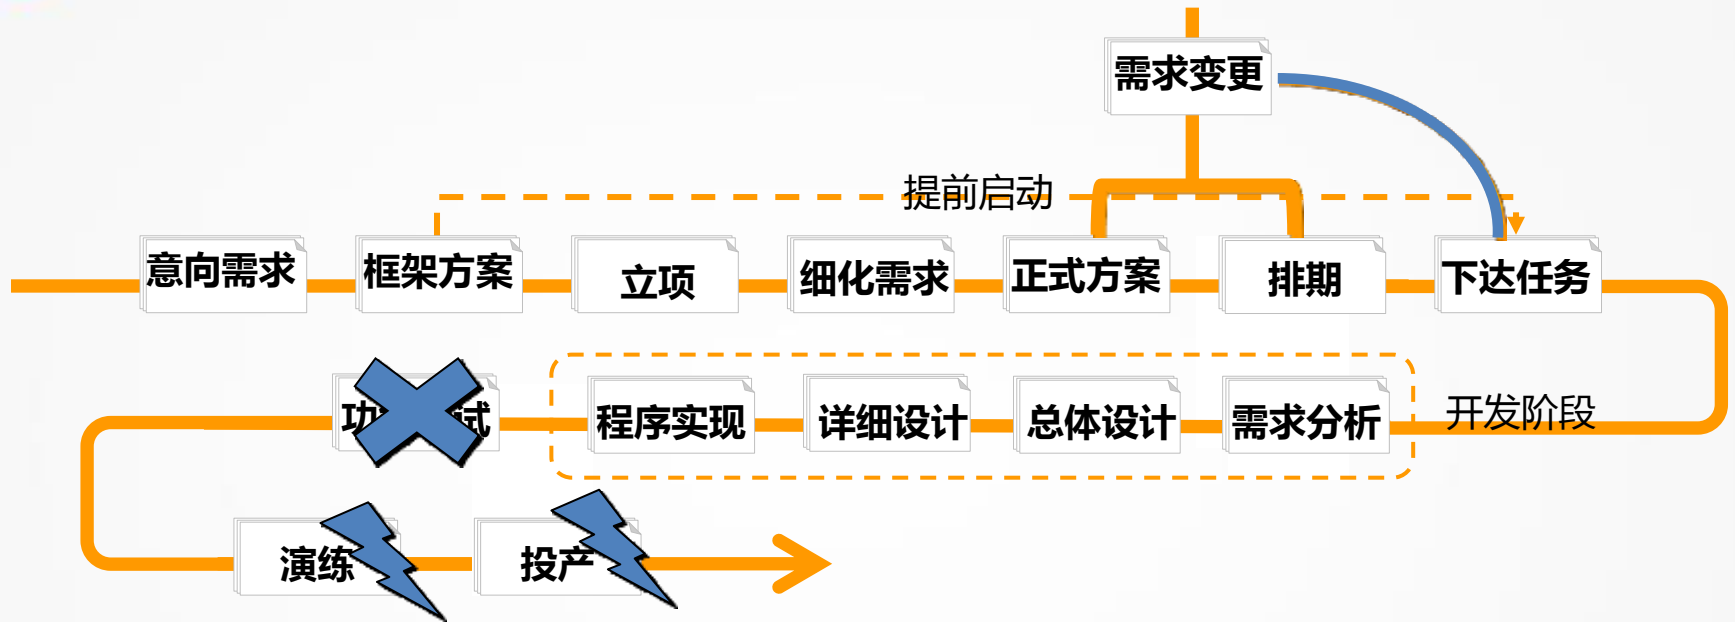 需求变更
提前启动
意向需求
框架方案
立项
细化需求
正式方案
排期
下达任务
程序实现
详细设计
总体设计
需求分析
开发阶段
演练
投产